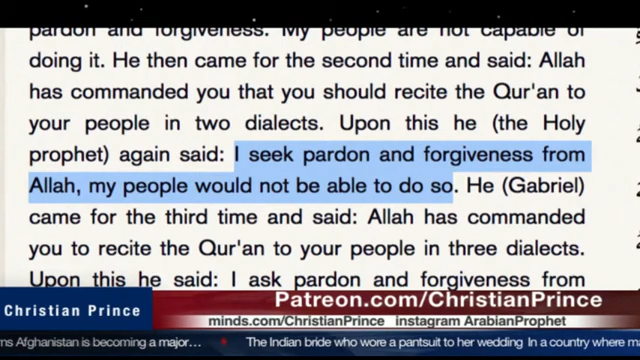 pardon and forgiveness. My people are not capable of
doing it. He then came for the second time and said: Allah
has commanded you that you should recite the Qur'an to
your people in two dialects. Upon this he (the Holy
prophet) again said: I seek pardon and forgiveness from
Allah, my people would not be able to do so. He (Gabriel)
came for the third time and said: Allah has commanded
you to recite the Qur'an to your people in three dialects.
Upon this he said: I ask pardon and forgiveness from
Christian Prince
Patreon.com/ChristianPrince
minds.com/ChristianPrince instagram ArabianProphet
ms Afghanistan is becoming a major… The Indian bride who wore a pantsuit to her wedding In a country where m